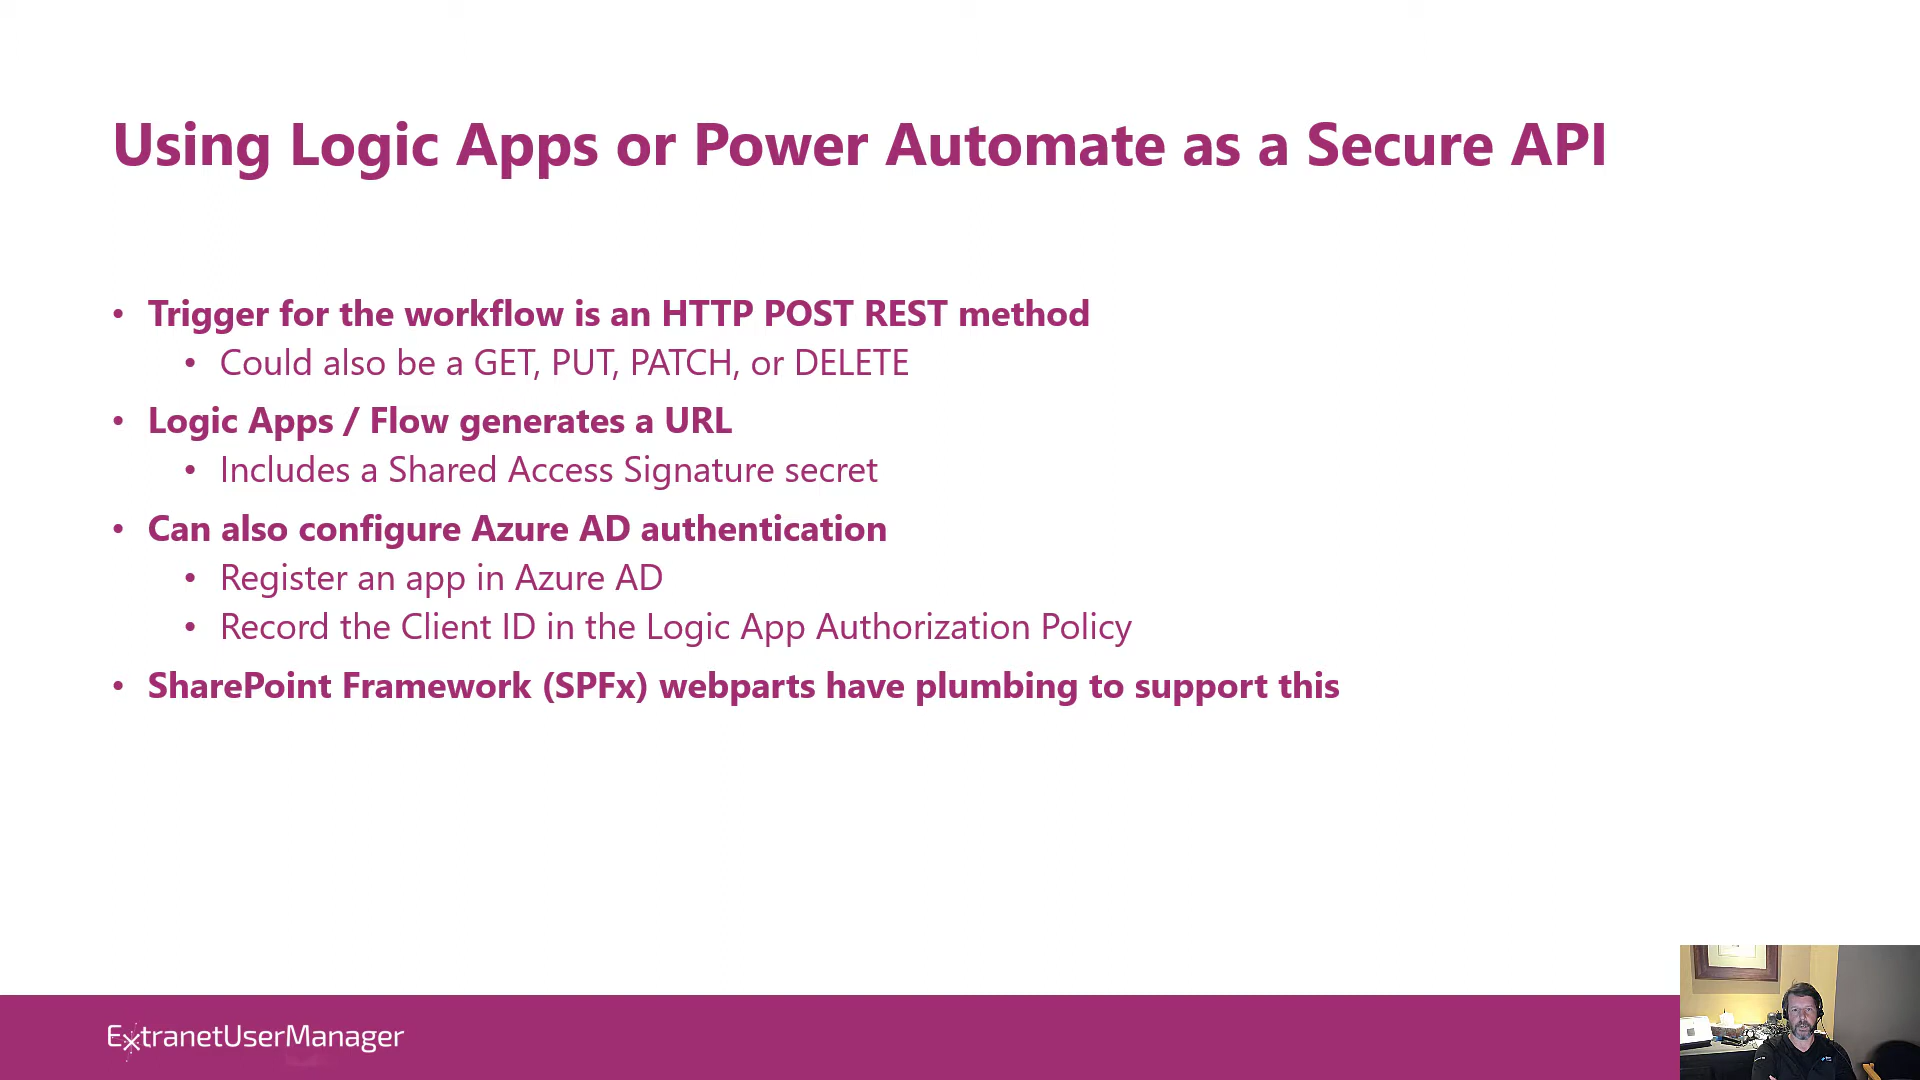 Using Logic Apps or Power Automate as a Secure API
• Trigger for the workflow is an HTTP POST REST method
• Could also be a GET, PUT, PATCH, or DELETE
• Logic Apps / Flow generates a URL
• Includes a Shared Access Signature secret
• Can also configure Azure AD authentication
• Register an app in Azure AD
• Record the Client ID in the Logic App Authorization Policy
• SharePoint Framework (SPFx) webparts have plumbing to support this
ExtranetUserManager